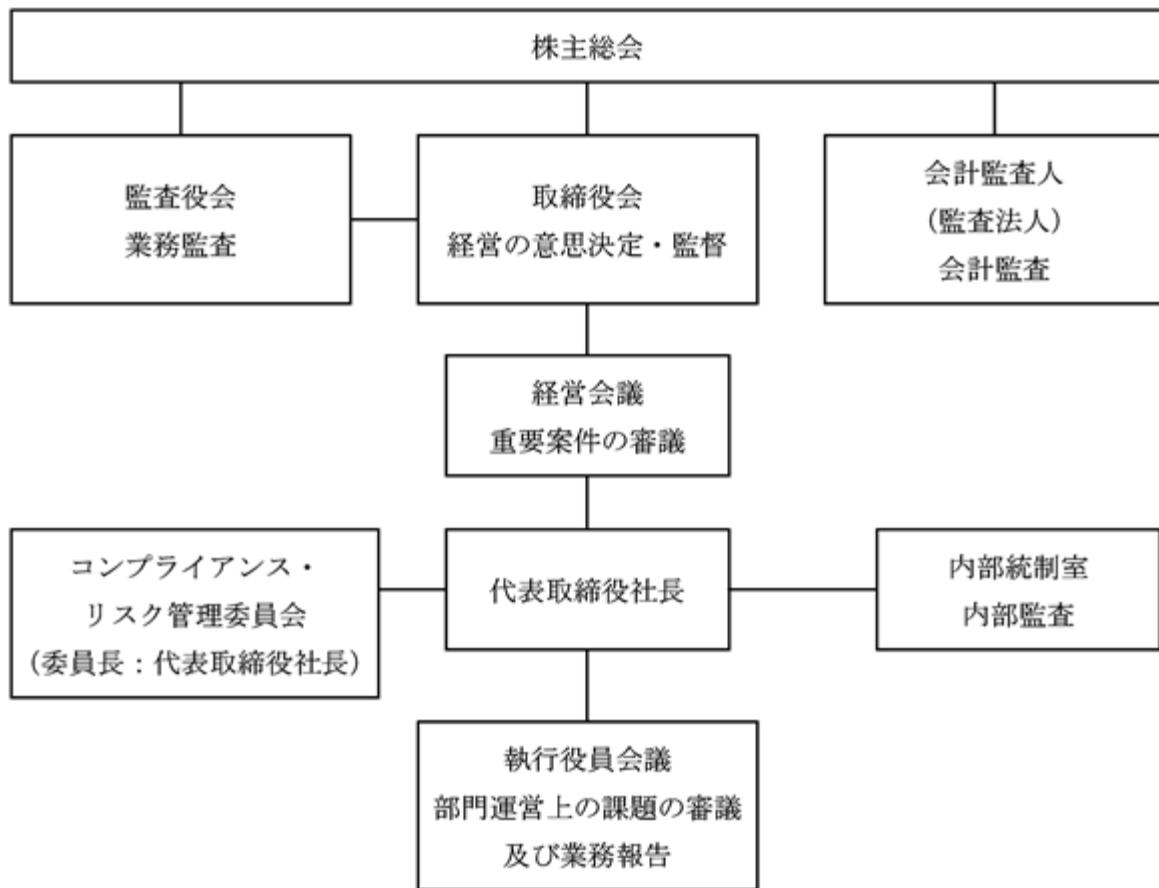 株主総会
監査役会
業務監査
取締役会
経営の意思決定・監督
会計監査人
(監査法人)
会計監査
経営会議
重要案件の審議
コンプライアンス・
リスク管理委員会
(委員長：代表取締役社長)
代表取締役社長
内部統制室
内部監査
執行役員会議
部門運営上の課題の審議
及び業務報告